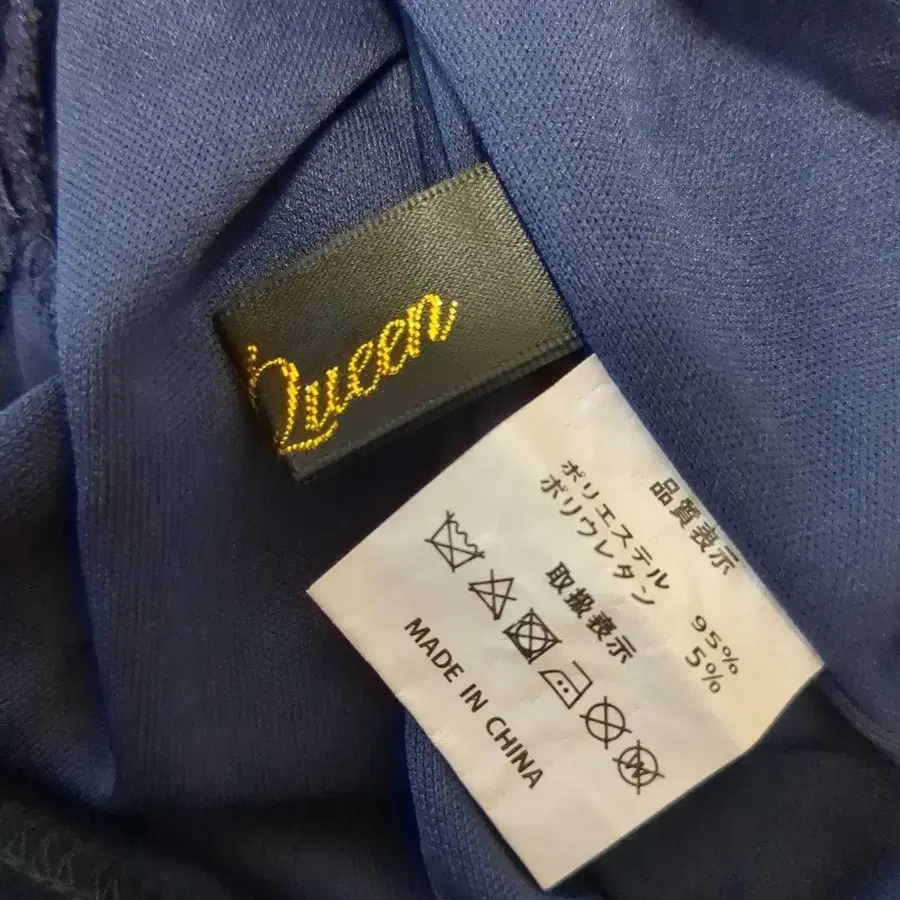 Queen
品質表示
ポリエステル 95%
ポリウレタン 5%
取扱表示
MADE IN CHINA